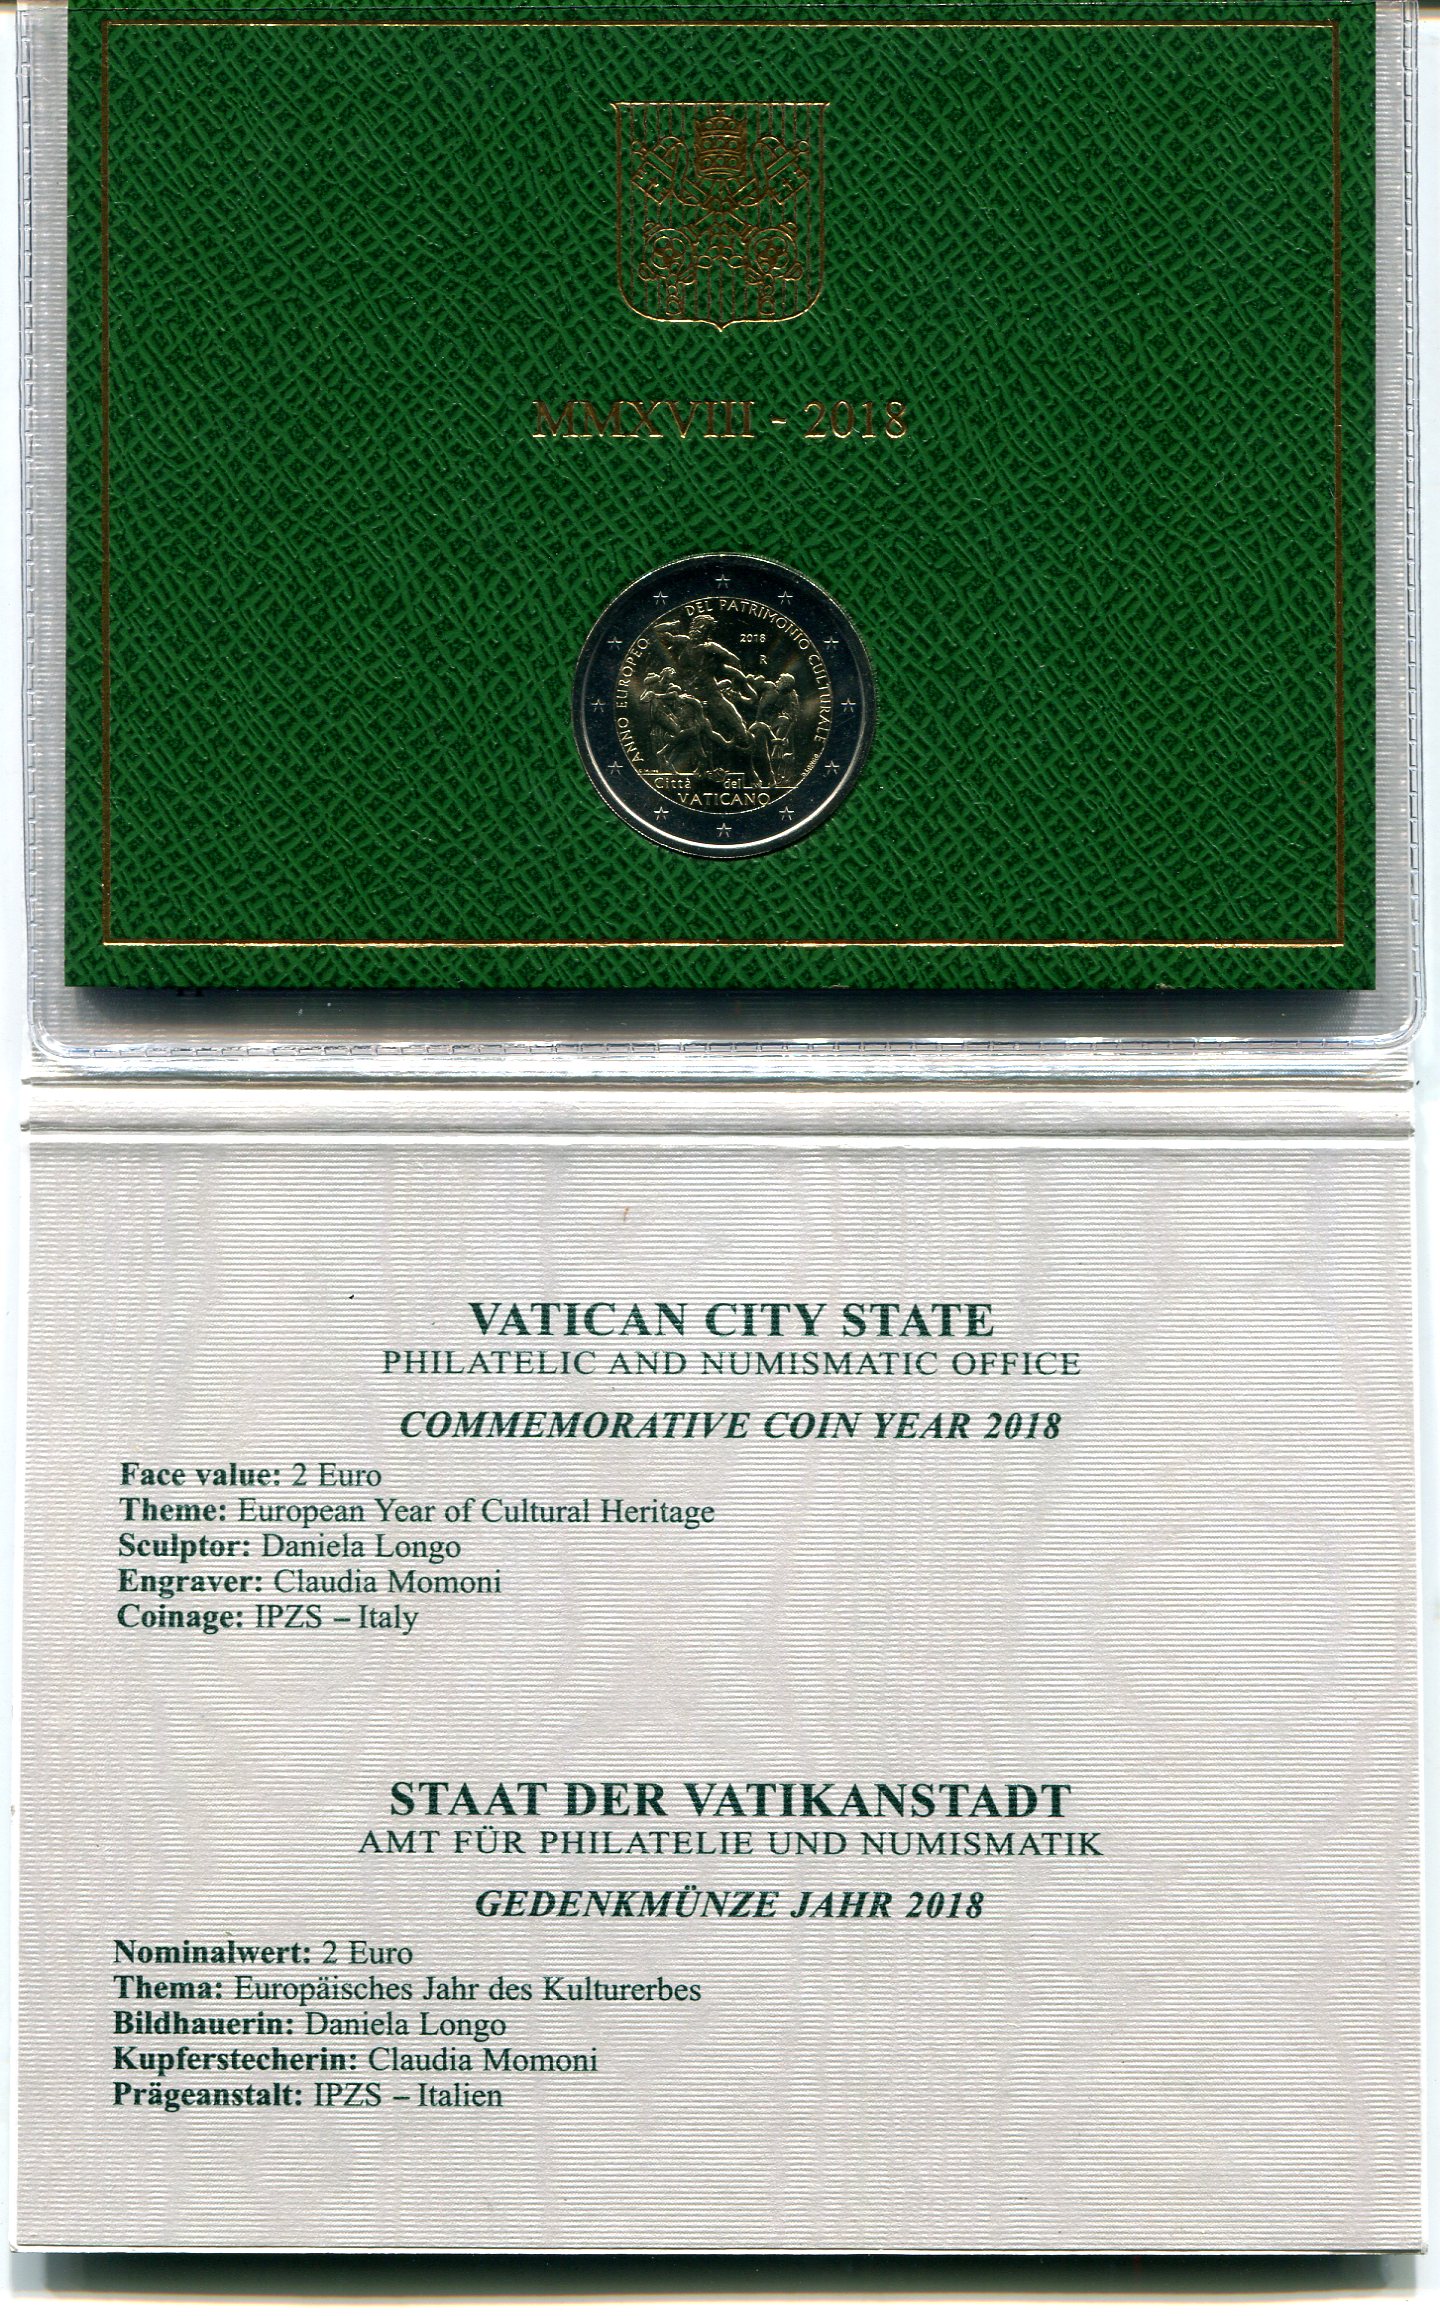 MMXVIII - 2018
ANNO EUROPEO DEL PATRIMONIO CULTURALE
2018
R
Città del
VATICANO
VATICAN CITY STATE
PHILATELIC AND NUMISMATIC OFFICE
COMMEMORATIVE COIN YEAR 2018
Face value: 2 Euro
Theme: European Year of Cultural Heritage
Sculptor: Daniela Longo
Engraver: Claudia Momoni
Coinage: IPZS – Italy
STAAT DER VATIKANSTADT
AMT FÜR PHILATELIE UND NUMISMATIK
GEDENKMÜNZE JAHR 2018
Nominalwert: 2 Euro
Thema: Europäisches Jahr des Kulturerbes
Bildhauerin: Daniela Longo
Kupferstecherin: Claudia Momoni
Prägeanstalt: IPZS – Italien